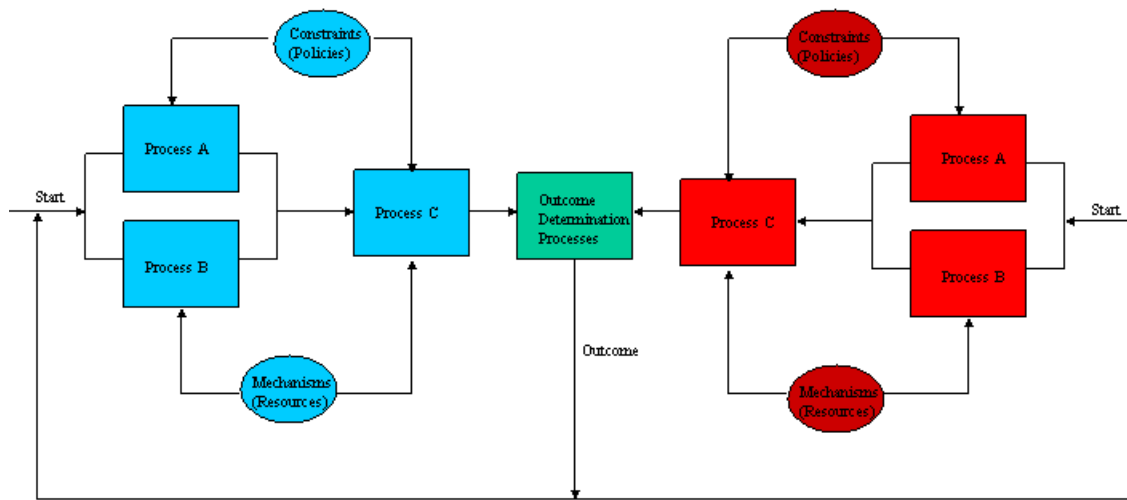 Constraints
(Policies)
Process A
Start
Process B
Process C
Mechanisms
(Resources)
Outcome
Determination
Processes
Outcome
Constraints
(Policies)
Process A
Process C
Start
Process B
Mechanisms
(Resources)